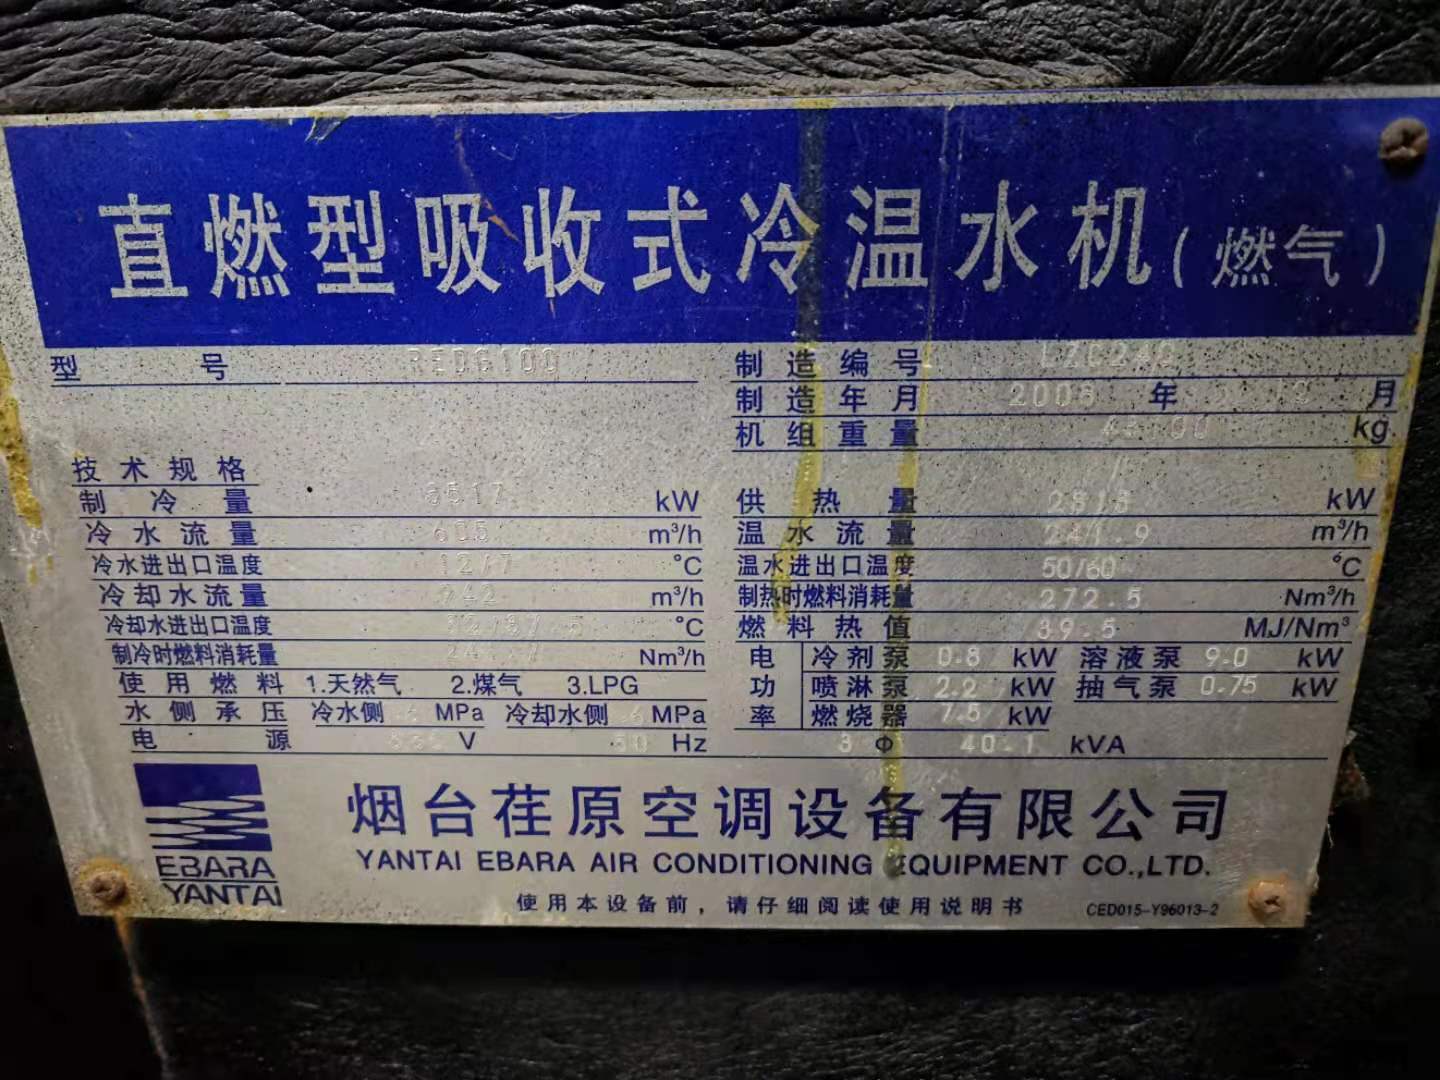 直燃型吸收式冷温水机(燃气)
型号 制造编号
制造年月 年 月
机组重量 kg
技术规格
制冷量 kW 供热量 kW
冷水流量 605 m³/h 温水流量 241.9 m³/h
冷水进出口温度 12/7 °C 温水进出口温度 50/60 °C
冷却水流量 m³/h 制热时燃料消耗量 272.5 Nm³/h
冷却水进出口温度 °C 燃料热值 39.5 MJ/Nm³
制冷时燃料消耗量 Nm³/h 电功率 冷剂泵 0.8 kW 溶液泵 9.0 kW
使用燃料 1.天然气 2.煤气 3.LPG 喷淋泵 2.2 kW 抽气泵 0.75 kW
水侧承压 冷水侧 MPa 冷却水侧 MPa 燃烧器 7.5 kW
电源 V 50 Hz 3 Φ 40.1 kVA
EBARA
YANTAI
烟台荏原空调设备有限公司
YANTAI EBARA AIR CONDITIONING EQUIPMENT CO.,LTD.
使用本设备前，请仔细阅读使用说明书 CED015-Y96013-2